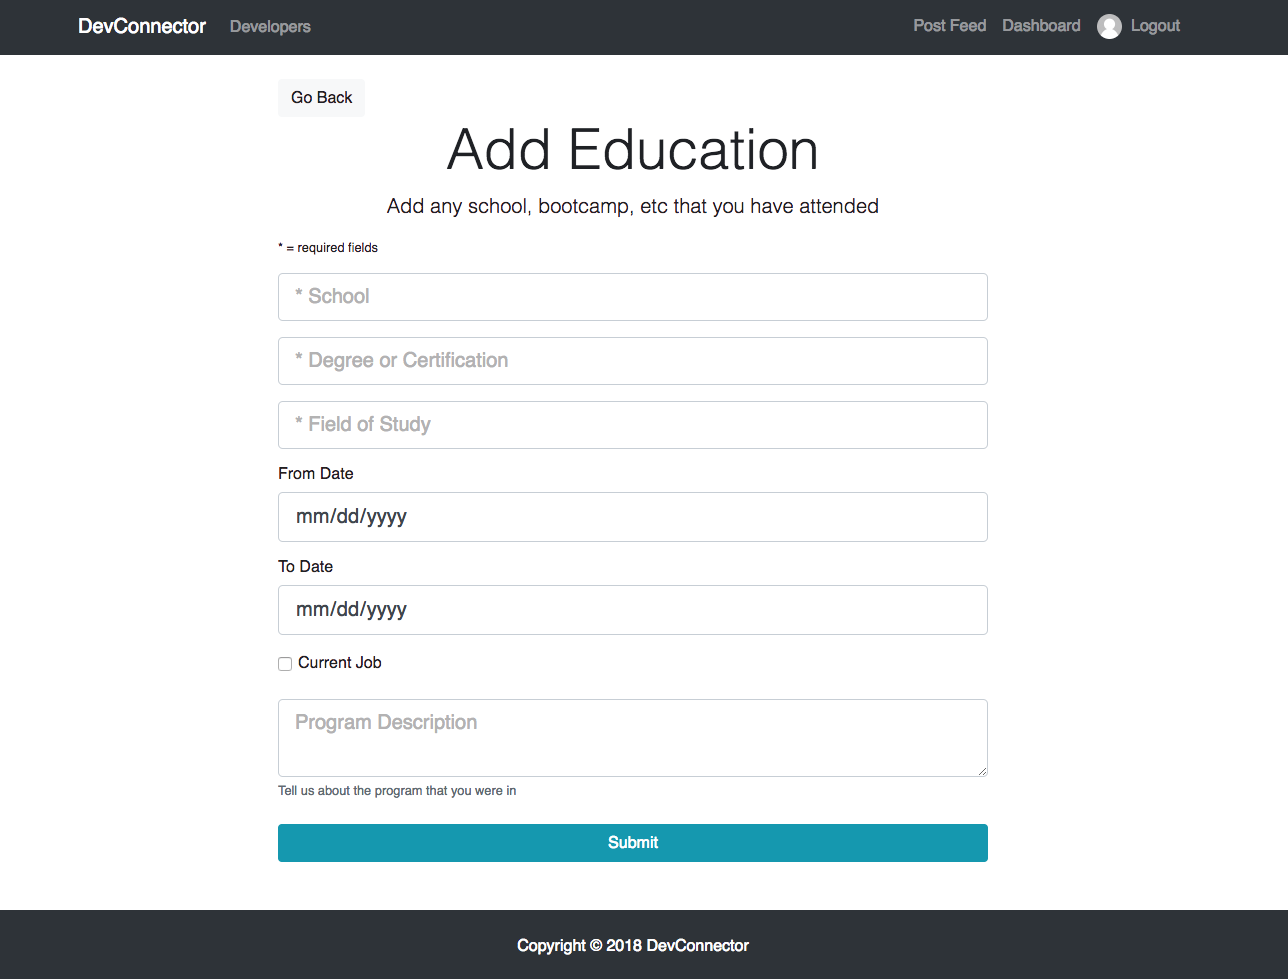 DevConnector Developers Post Feed Dashboard Logout
Go Back
Add Education
Add any school, bootcamp, etc that you have attended
* = required fields
* School
* Degree or Certification
* Field of Study
From Date
mm/dd/yyyy
To Date
mm/dd/yyyy
Current Job
Program Description
Tell us about the program that you were in
Submit
Copyright © 2018 DevConnector